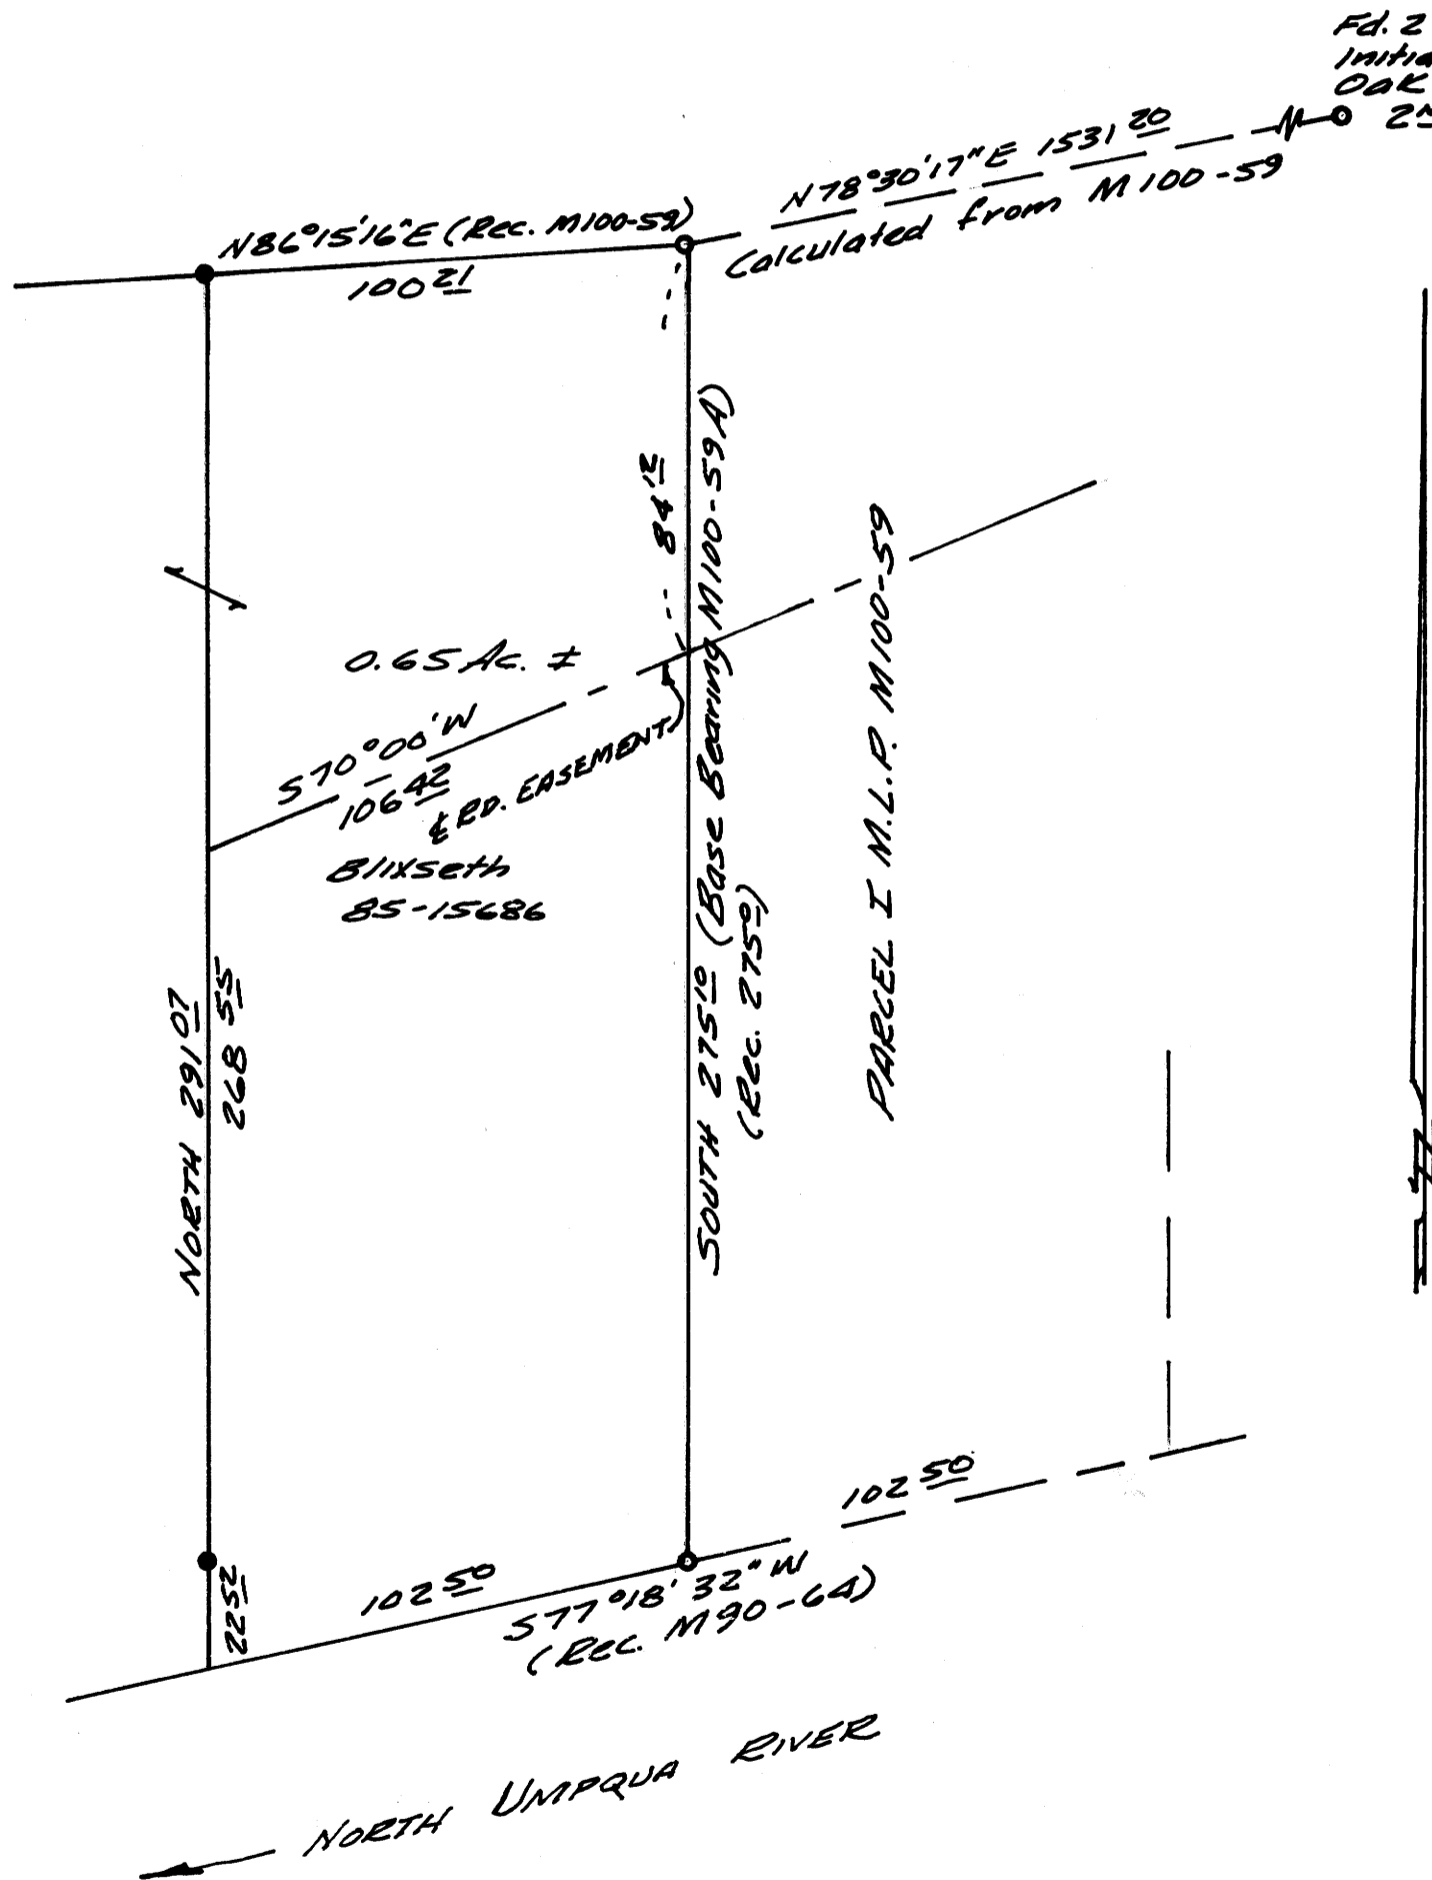 Fd. 2
Initia
Oak
N78°30'17"E 1531 20
Calculated from M100-59
N86°15'16"E (Rec. M100-59)
100 21
84 12
SOUTH 275 10 (Base Bearing M100-59A)
(Rec. 275 0)
PARCEL I M.L.P. M100-59
0.65 Ac. ±
S70°00'W
106 42
℄ RD. EASEMENT
Blixseth
85-15686
NORTH 291 07
268 55
22 52
102 50
102 50
S77°18'32"W
(Rec. M90-64)
NORTH UMPQUA RIVER